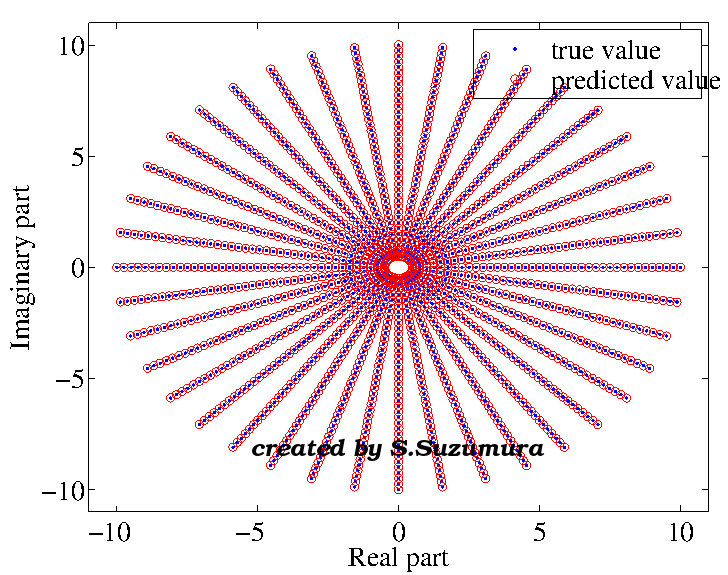 true value
predicted value
10
5
0
−5
−10
Imaginary part
created by S.Suzumura
−10
−5
0
5
10
Real part